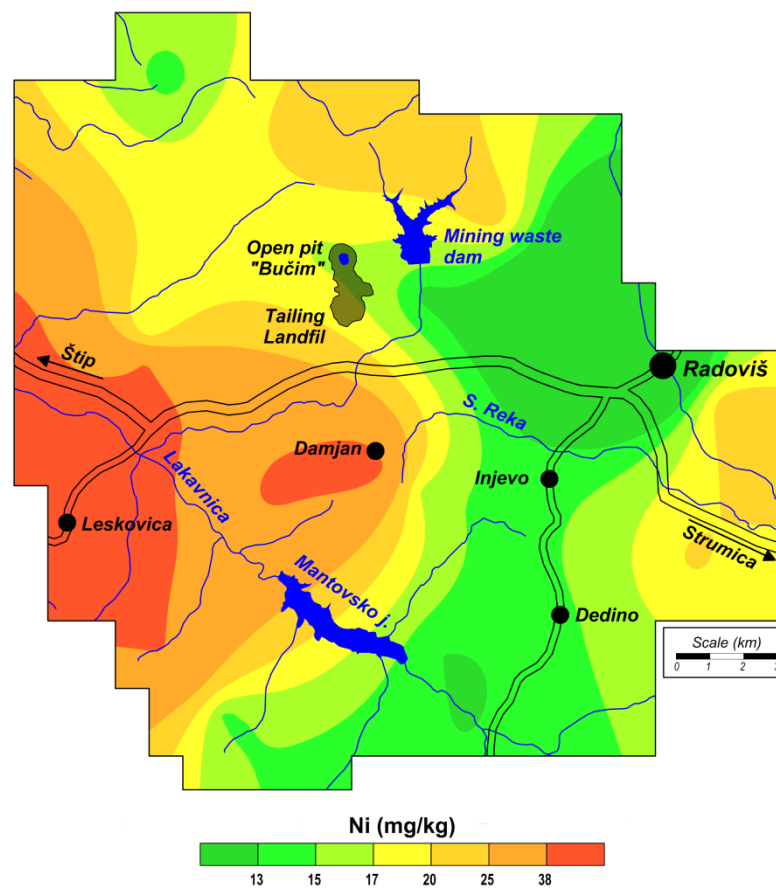 Open pit
"Bučim"
Mining waste
dam
Tailing
Landfil
Štip
Radoviš
S. Reka
Damjan
Lakavnica
Injevo
Leskovica
Strumica
Mantovsko j.
Dedino
Scale (km)
0 1 2 3
Ni (mg/kg)
13 15 17 20 25 38